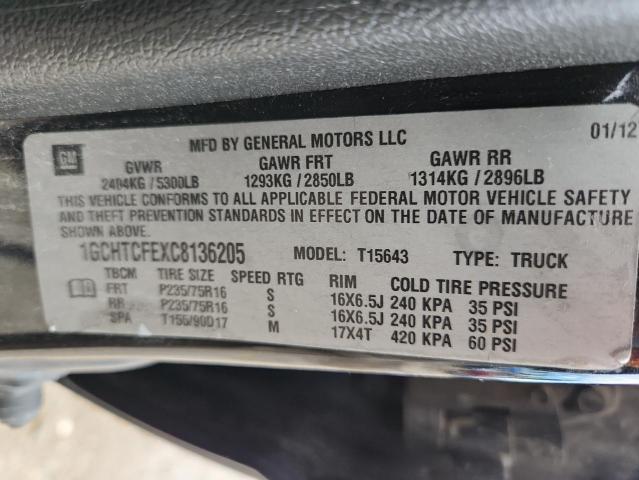 MFD BY GENERAL MOTORS LLC 01/12
GM GVWR GAWR FRT GAWR RR
2404KG / 5300LB 1293KG / 2850LB 1314KG / 2896LB
THIS VEHICLE CONFORMS TO ALL APPLICABLE FEDERAL MOTOR VEHICLE SAFETY
AND THEFT PREVENTION STANDARDS IN EFFECT ON THE DATE OF MANUFACTURE
SHOWN ABOVE.
1GCHTCFEXC8136205 MODEL: T15643 TYPE: TRUCK
TBCM TIRE SIZE SPEED RTG RIM COLD TIRE PRESSURE
FRT P235/75R16 S 16X6.5J 240 KPA 35 PSI
RR P235/75R16 S 16X6.5J 240 KPA 35 PSI
SPA T155/90D17 M 17X4T 420 KPA 60 PSI